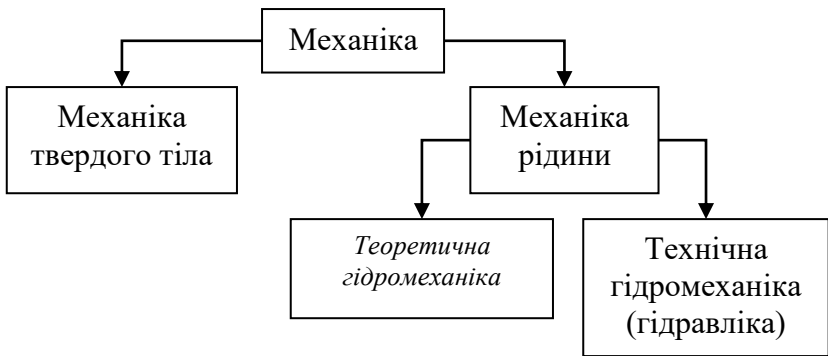 Механіка
Механіка
твердого тіла
Механіка
рідини
Теоретична
гідромеханіка
Технічна
гідромеханіка
(гідравліка)